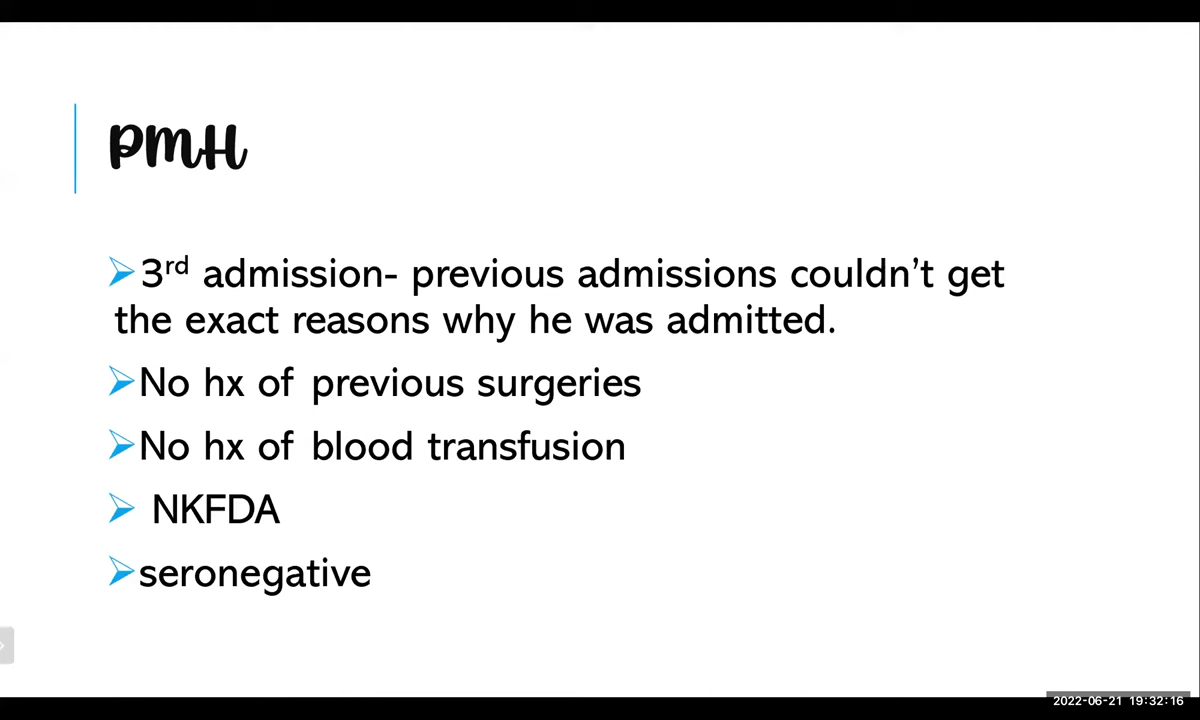 PMH
3rd admission- previous admissions couldn't get
the exact reasons why he was admitted.
No hx of previous surgeries
No hx of blood transfusion
NKFDA
seronegative
2022-06-21 19:32:16